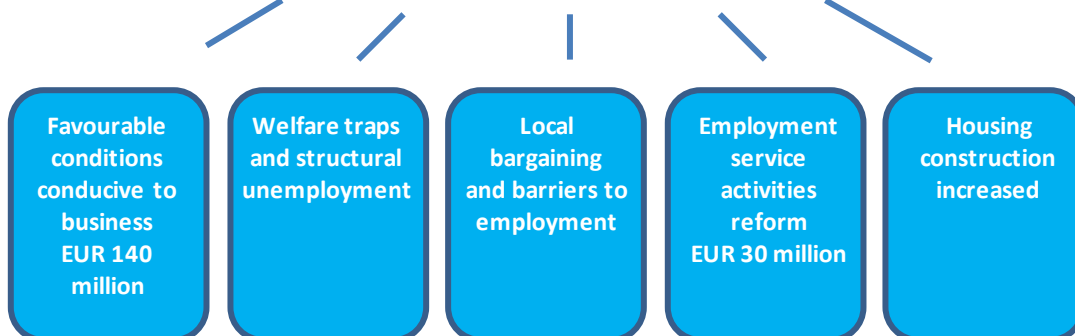 Favourable
conditions
conducive to
business
EUR 140
million
Welfare traps
and structural
unemployment
Local
bargaining
and barriers to
employment
Employment
service
activities
reform
EUR 30 million
Housing
construction
increased